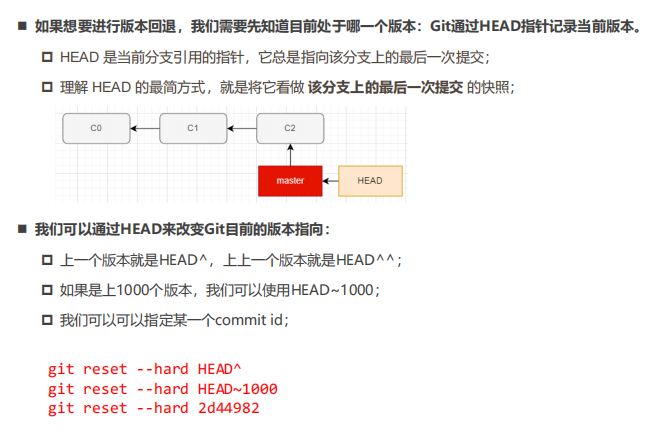 如果想要进行版本回退，我们需要先知道目前处于哪一个版本：Git通过HEAD指针记录当前版本。
HEAD 是当前分支引用的指针，它总是指向该分支上的最后一次提交；
理解 HEAD 的最简方式，就是将它看做 该分支上的最后一次提交 的快照；
C0 C1 C2
master HEAD
我们可以通过HEAD来改变Git目前的版本指向：
上一个版本就是HEAD^，上上一个版本就是HEAD^^；
如果是上1000个版本，我们可以使用HEAD~1000；
我们可以可以指定某一个commit id；
git reset --hard HEAD^
git reset --hard HEAD~1000
git reset --hard 2d44982